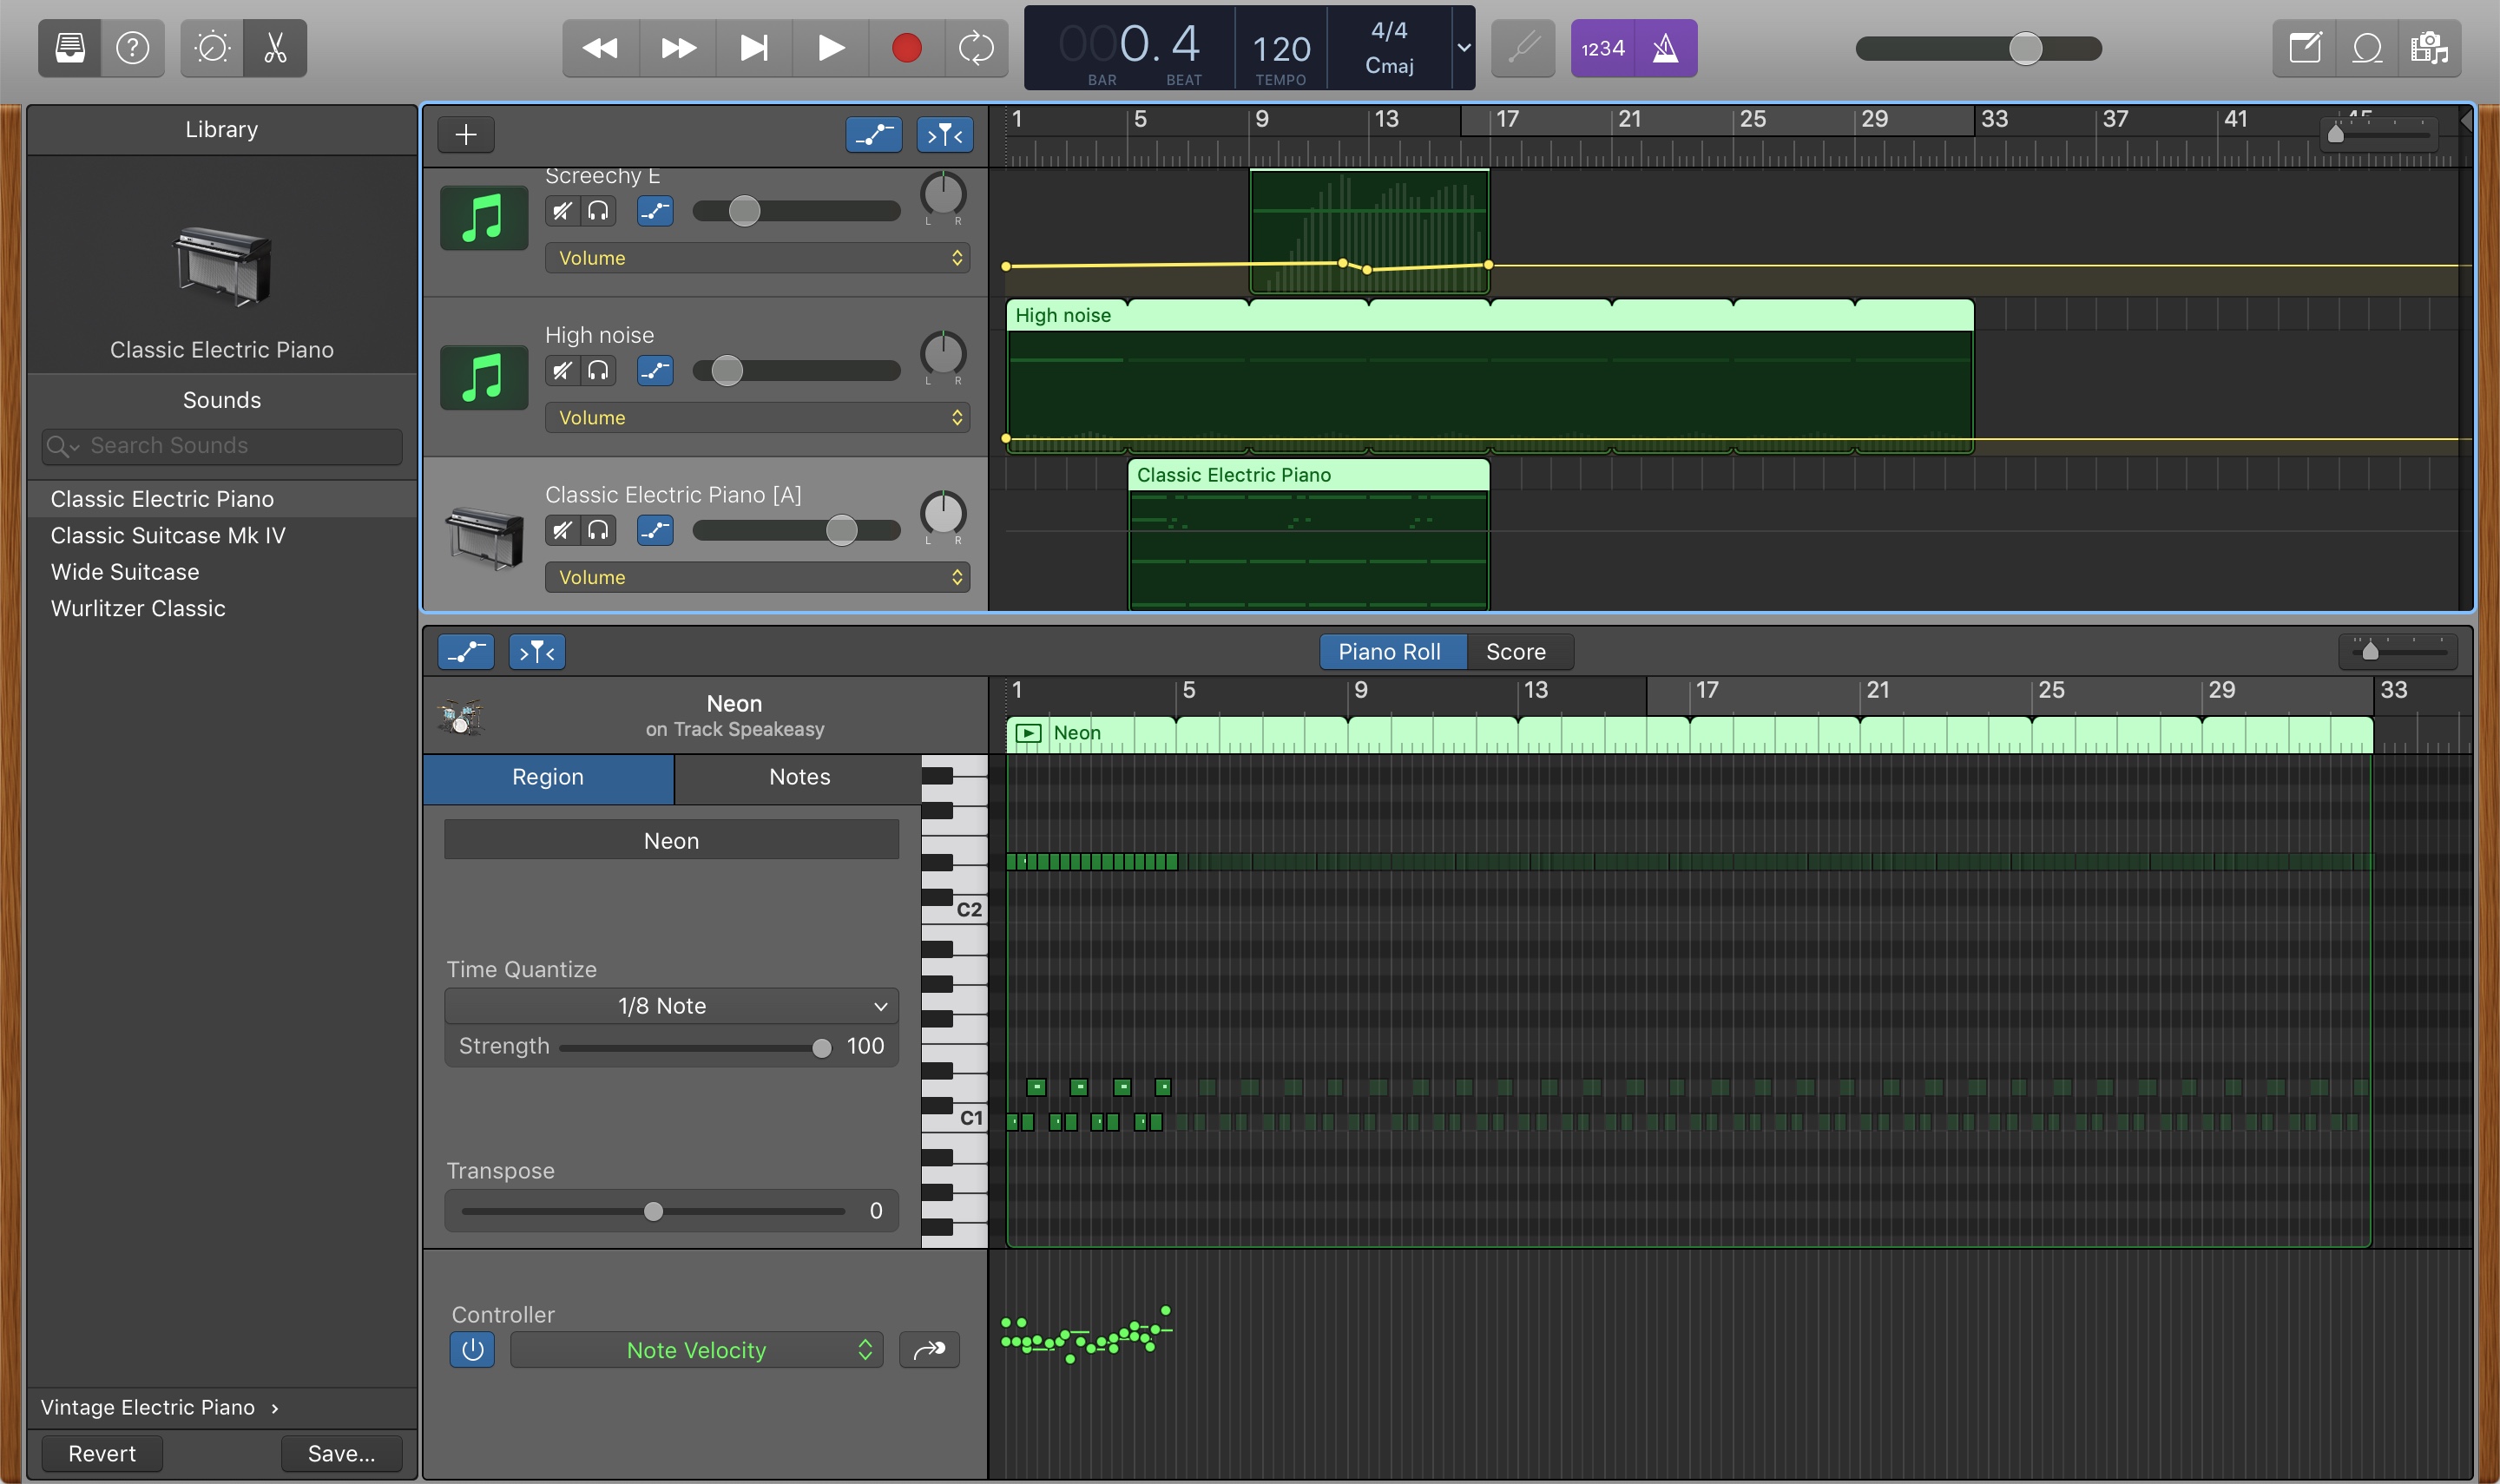 000. 4
BAR BEAT
120
TEMPO
4/4
Cmaj
1234
Library
Classic Electric Piano
Sounds
Search Sounds
Classic Electric Piano
Classic Suitcase Mk IV
Wide Suitcase
Wurlitzer Classic
Vintage Electric Piano ›
Revert Save...
1 5 9 13 17 21 25 29 33 37 41 45
Screechy E
L R
Volume
High noise
L R
Volume
High noise
Classic Electric Piano [A]
L R
Volume
Classic Electric Piano
Piano Roll Score
Neon
on Track Speakeasy
1 5 9 13 17 21 25 29 33
Neon
Region Notes
Neon
C2
Time Quantize
1/8 Note
Strength 100
C1
Transpose
0
Controller
Note Velocity